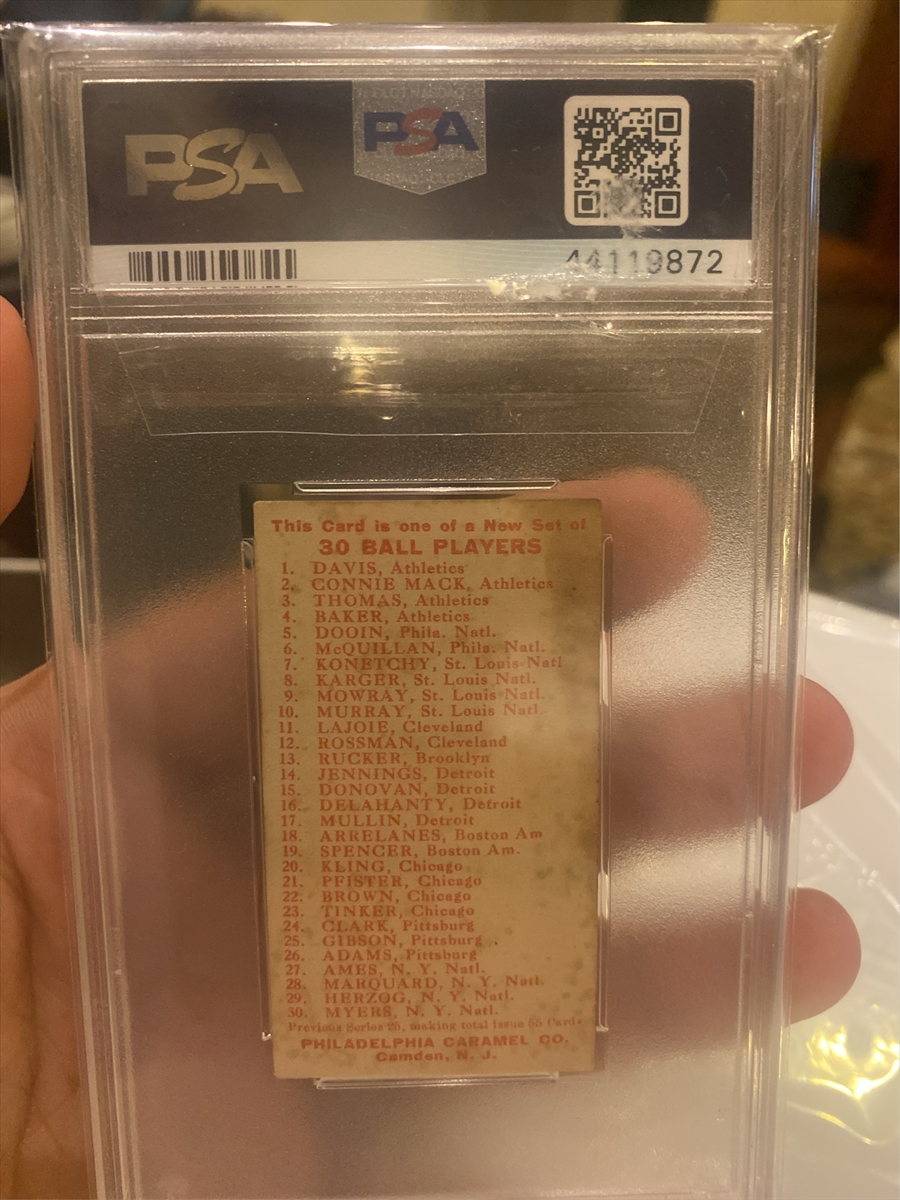 PSA
PSA
44119872
This Card is one of a New Set of
30 BALL PLAYERS
1. DAVIS, Athletics
2. CONNIE MACK, Athletics
3. THOMAS, Athletics
4. BAKER, Athletics
5. DOOIN, Phila. Natl.
6. McQUILLAN, Phila. Natl.
7. KONETCHY, St. Louis Natl
8. KARGER, St. Louis Natl.
9. MOWRAY, St. Louis Natl.
10. MURRAY, St. Louis Natl.
11. LAJOIE, Cleveland
12. ROSSMAN, Cleveland
13. RUCKER, Brooklyn
14. JENNINGS, Detroit
15. DONOVAN, Detroit
16. DELAHANTY, Detroit
17. MULLIN, Detroit
18. ARRELANES, Boston Am
19. SPENCER, Boston Am.
20. KLING, Chicago
21. PFISTER, Chicago
22. BROWN, Chicago
23. TINKER, Chicago
24. CLARK, Pittsburg
25. GIBSON, Pittsburg
26. ADAMS, Pittsburg
27. AMES, N. Y. Natl.
28. MARQUARD, N. Y. Natl.
29. HERZOG, N. Y. Natl.
30. MYERS, N. Y. Natl.
Previous Series 25, making total issue 55 Cards
PHILADELPHIA CARAMEL CO.
Camden, N. J.